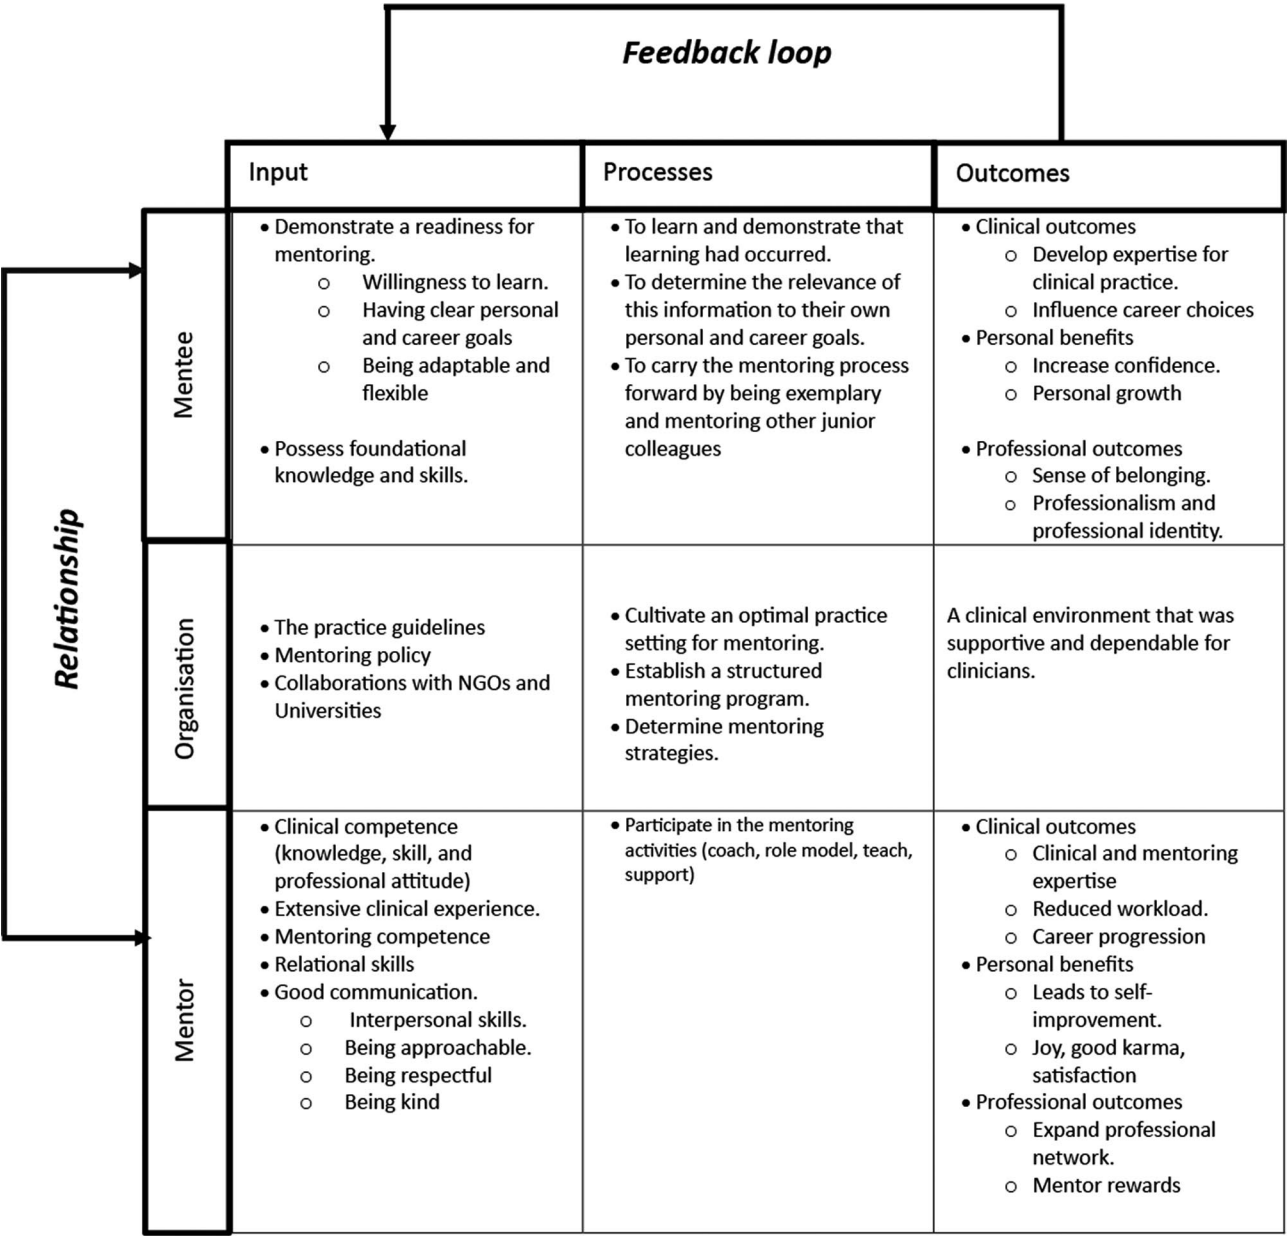 Feedback loop
Input
Processes
Outcomes
Relationship
Mentee
• Demonstrate a readiness for
mentoring.
o Willingness to learn.
o Having clear personal
and career goals
o Being adaptable and
flexible
• Possess foundational
knowledge and skills.
• To learn and demonstrate that
learning had occurred.
• To determine the relevance of
this information to their own
personal and career goals.
• To carry the mentoring process
forward by being exemplary
and mentoring other junior
colleagues
• Clinical outcomes
o Develop expertise for
clinical practice.
o Influence career choices
• Personal benefits
o Increase confidence.
o Personal growth
• Professional outcomes
o Sense of belonging.
o Professionalism and
professional identity.
Organisation
• The practice guidelines
• Mentoring policy
• Collaborations with NGOs and
Universities
• Cultivate an optimal practice
setting for mentoring.
• Establish a structured
mentoring program.
• Determine mentoring
strategies.
A clinical environment that was
supportive and dependable for
clinicians.
Mentor
• Clinical competence
(knowledge, skill, and
professional attitude)
• Extensive clinical experience.
• Mentoring competence
• Relational skills
• Good communication.
o Interpersonal skills.
o Being approachable.
o Being respectful
o Being kind
• Participate in the mentoring
activities (coach, role model, teach,
support)
• Clinical outcomes
o Clinical and mentoring
expertise
o Reduced workload.
o Career progression
• Personal benefits
o Leads to self-
improvement.
o Joy, good karma,
satisfaction
• Professional outcomes
o Expand professional
network.
o Mentor rewards